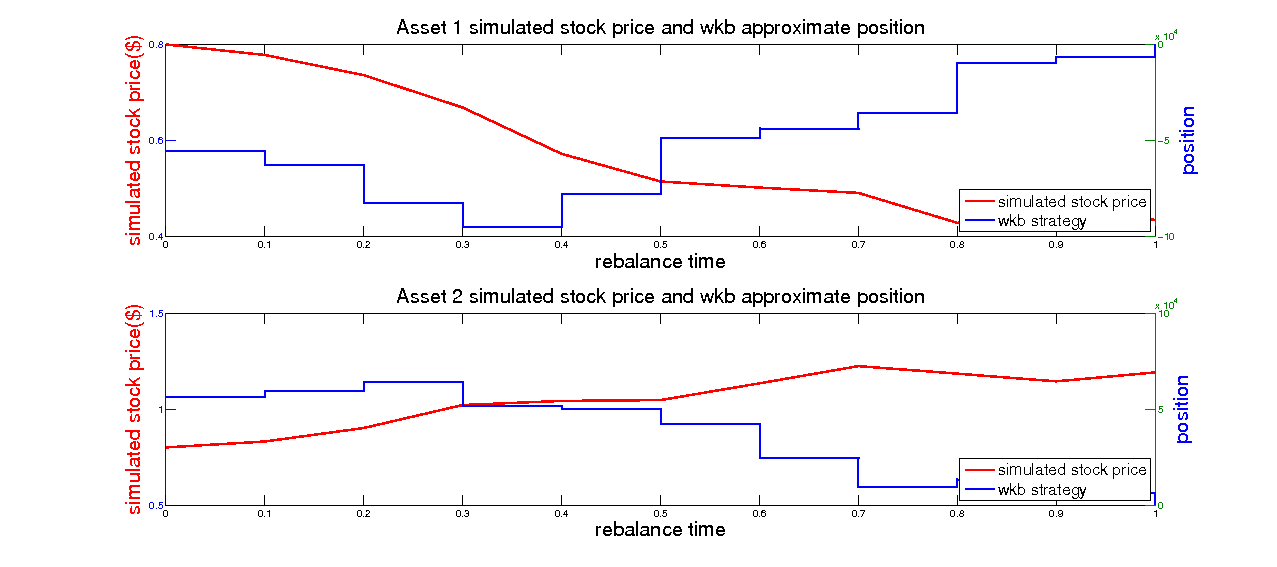 Asset 1 simulated stock price and wkb approximate position
simulated stock price($)
0.8
0.6
0.4
x 10^4
0
−5
−10
position
simulated stock price
wkb strategy
0 0.1 0.2 0.3 0.4 0.5 0.6 0.7 0.8 0.9 1
rebalance time
Asset 2 simulated stock price and wkb approximate position
simulated stock price($)
1.5
1
0.5
x 10^4
10
5
0
position
simulated stock price
wkb strategy
0 0.1 0.2 0.3 0.4 0.5 0.6 0.7 0.8 0.9 1
rebalance time